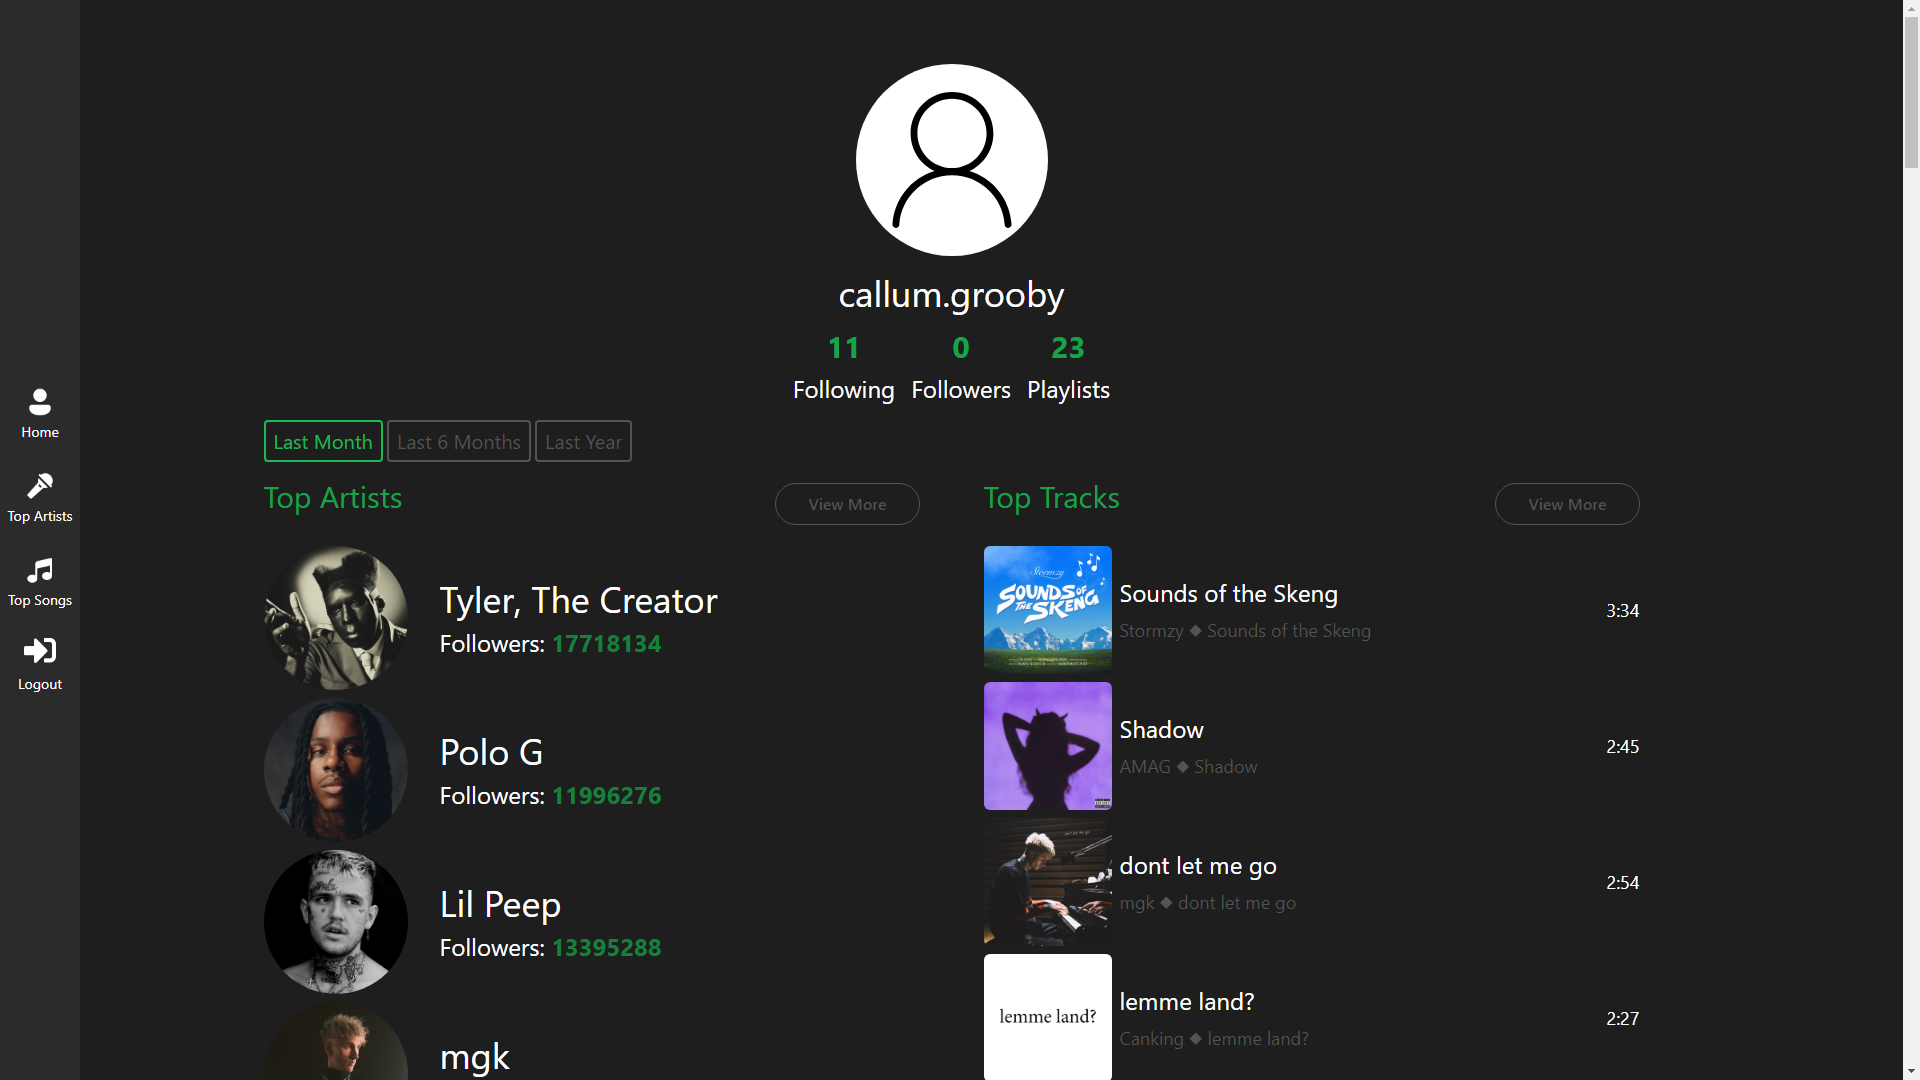 callum.grooby
11 0 23
Following Followers Playlists
Home
Top Artists
Top Songs
Logout
Last Month Last 6 Months Last Year
Top Artists
View More
Tyler, The Creator
Followers: 17718134
Polo G
Followers: 11996276
Lil Peep
Followers: 13395288
mgk
Top Tracks
View More
Stormzy
SOUNDS OF
THE SKENG
Sounds of the Skeng
Stormzy ◆ Sounds of the Skeng
3:34
Shadow
AMAG ◆ Shadow
2:45
dont let me go
mgk ◆ dont let me go
2:54
lemme land?
lemme land?
Canking ◆ lemme land?
2:27